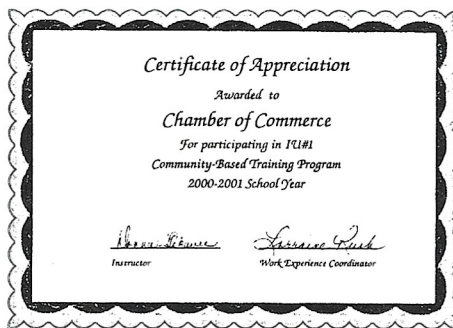 Certificate of Appreciation
Awarded to
Chamber of Commerce
For participating in IU#1
Community-Based Training Program
2000-2001 School Year
Lorraine
Instructor
Work Experience Coordinator